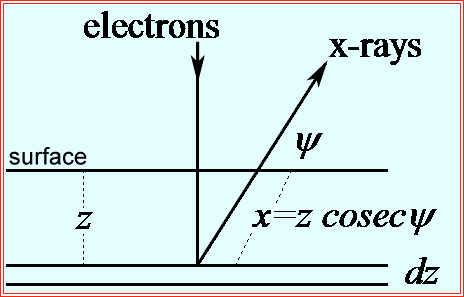 electrons
x-rays
surface
ψ
z
x=z cosecψ
dz